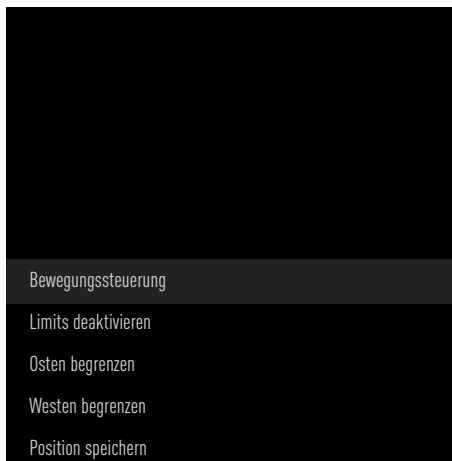 Bewegungssteuerung
Limits deaktivieren
Osten begrenzen
Westen begrenzen
Position speichern